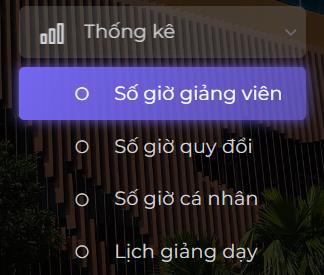 Thống kê
Số giờ giảng viên
Số giờ quy đổi
Số giờ cá nhân
Lịch giảng dạy